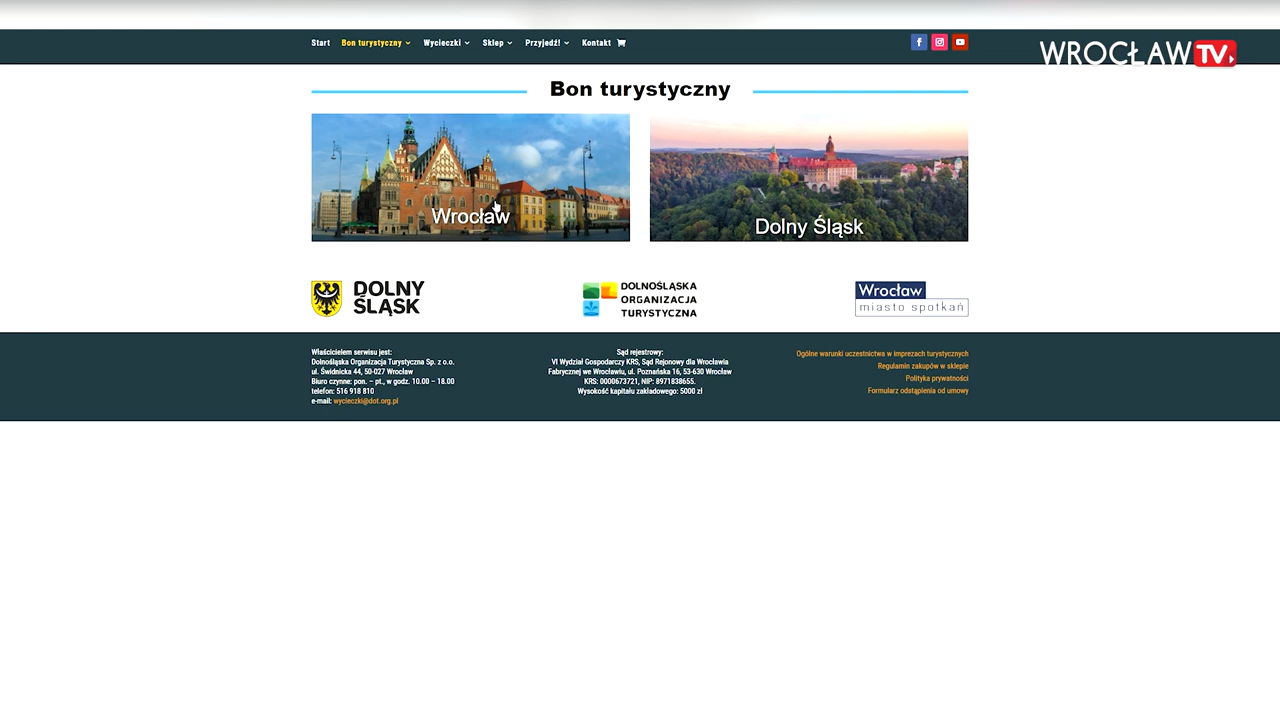 Start Bon turystyczny Wycieczki Sklep Przyjedź! Kontakt
WROCŁAW TV
Bon turystyczny
Wrocław
Dolny Śląsk
DOLNY
ŚLĄSK
DOLNOŚLĄSKA
ORGANIZACJA
TURYSTYCZNA
Wrocław
miasto spotkań
Właścicielem serwisu jest:
Dolnośląska Organizacja Turystyczna Sp. z o.o.
ul. Świdnicka 44, 50-027 Wrocław
Biuro czynne: pon. – pt., w godz. 10.00 – 18.00
telefon: 516 918 810
e-mail: wycieczki@dot.org.pl
Sąd rejestrowy:
VI Wydział Gospodarczy KRS, Sąd Rejonowy dla Wrocławia
Fabrycznej we Wrocławiu, ul. Poznańska 16, 53-630 Wrocław
KRS: 0000673721, NIP: 8971838655.
Wysokość kapitału zakładowego: 5000 zł
Ogólne warunki uczestnictwa w imprezach turystycznych
Regulamin zakupów w sklepie
Polityka prywatności
Formularz odstąpienia od umowy